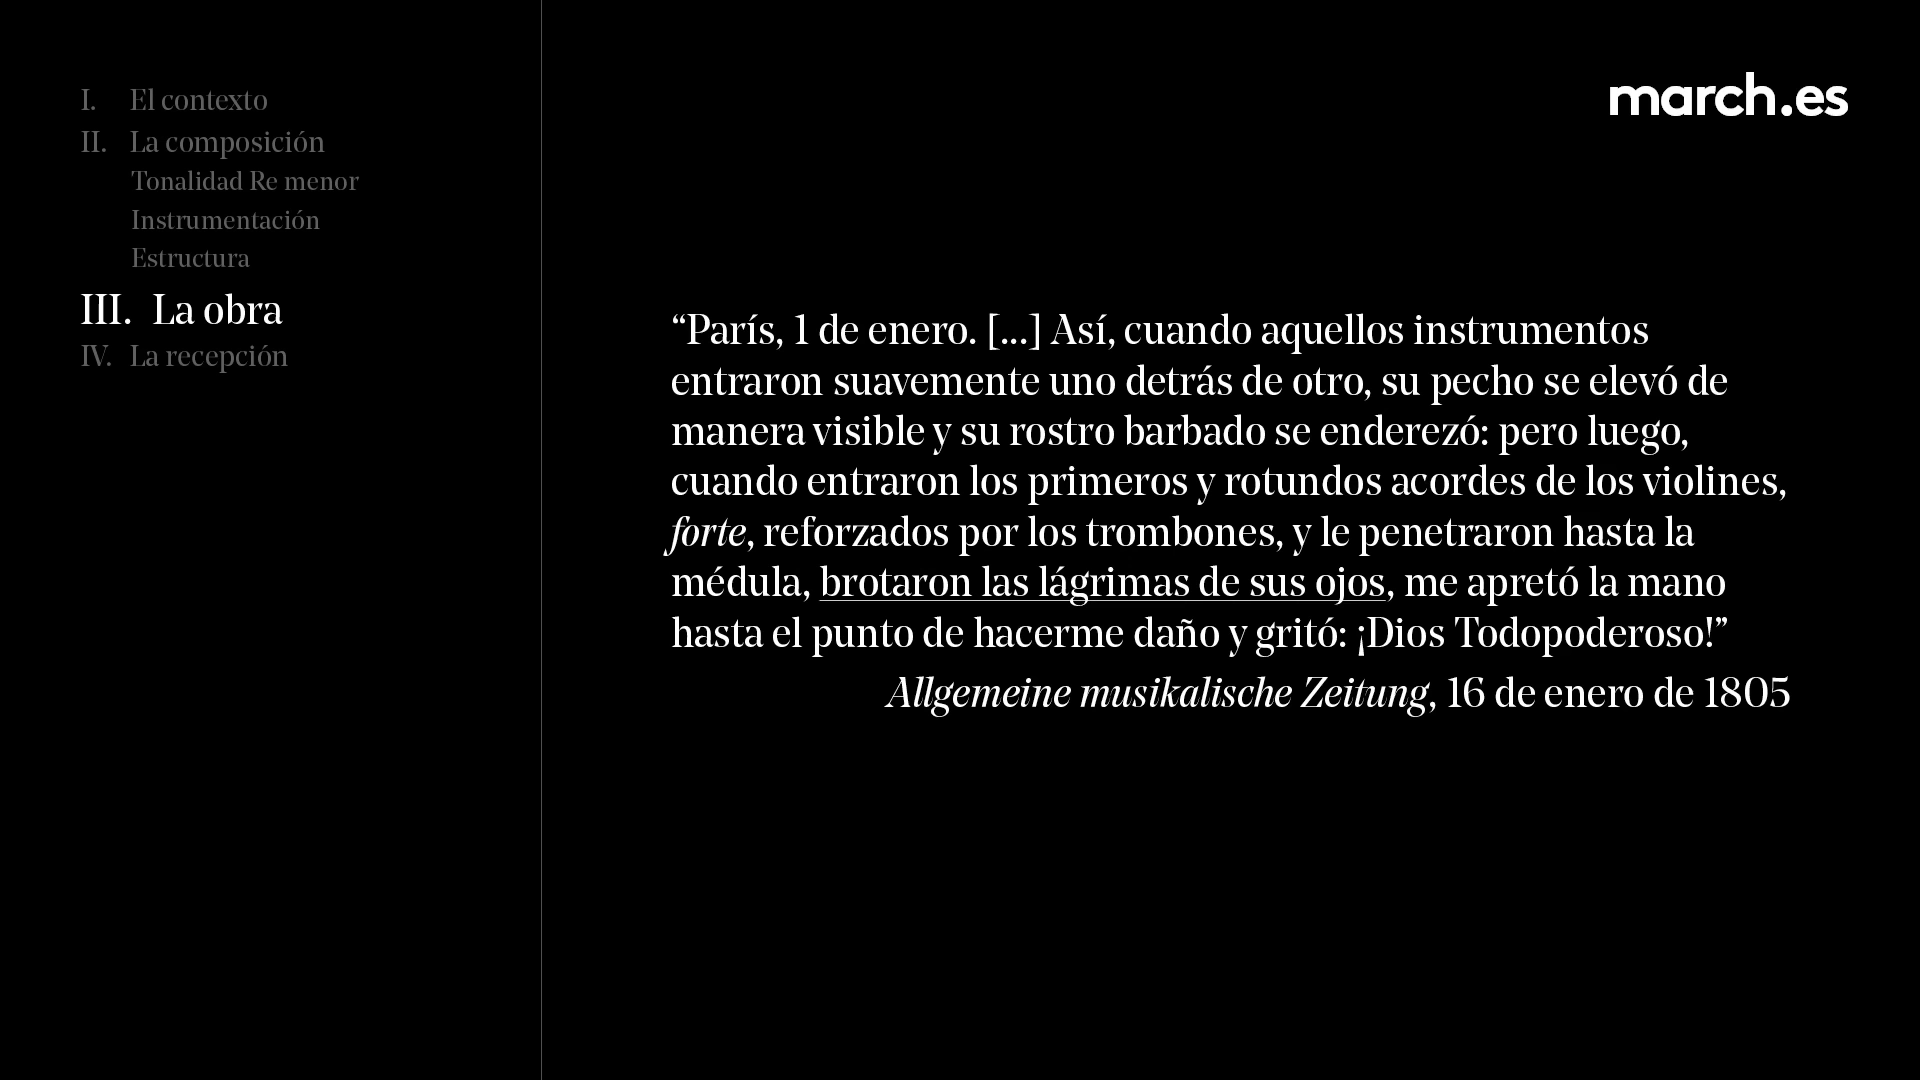 I. El contexto
II. La composición
Tonalidad Re menor
Instrumentación
Estructura
III. La obra
IV. La recepción
march.es
“París, 1 de enero. [...] Así, cuando aquellos instrumentos
entraron suavemente uno detrás de otro, su pecho se elevó de
manera visible y su rostro barbado se enderezó: pero luego,
cuando entraron los primeros y rotundos acordes de los violines,
forte, reforzados por los trombones, y le penetraron hasta la
médula, brotaron las lágrimas de sus ojos, me apretó la mano
hasta el punto de hacerme daño y gritó: ¡Dios Todopoderoso!”
Allgemeine musikalische Zeitung, 16 de enero de 1805